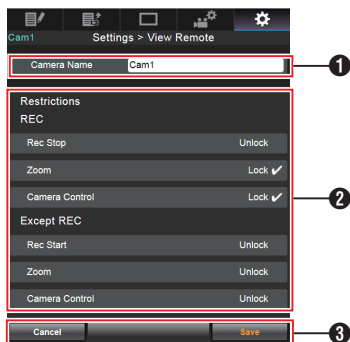 Cam1 Settings > View Remote
Camera Name Cam1
1
Restrictions
REC
Rec Stop Unlock
Zoom Lock ✔
Camera Control Lock ✔
2
Except REC
Rec Start Unlock
Zoom Unlock
Camera Control Unlock
Cancel Save
3